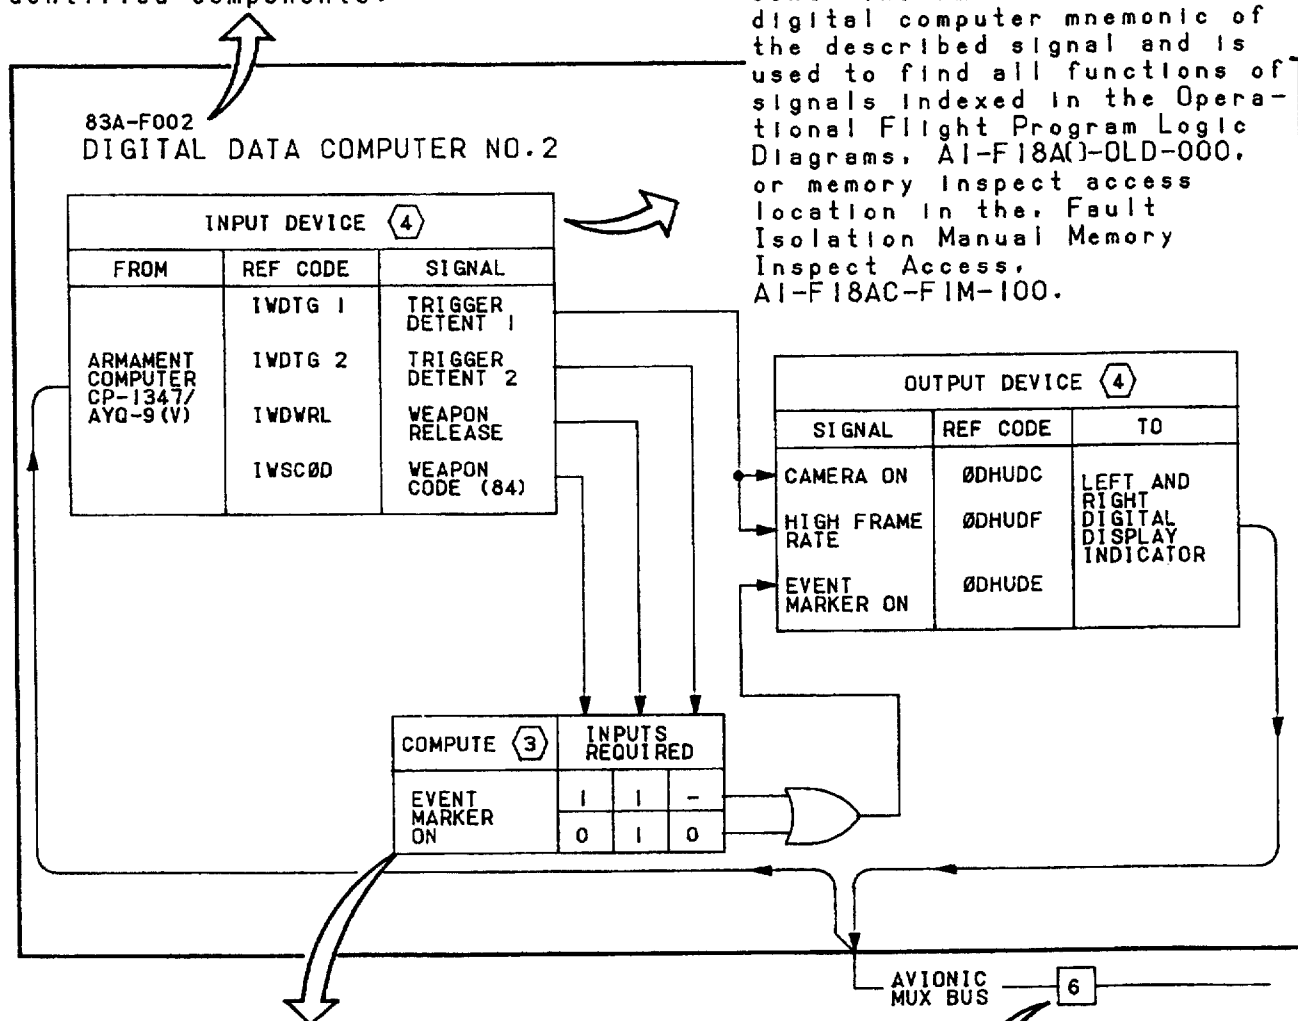 digital computer mnemonic of
the described signal and is
used to find all functions of
signals indexed in the Opera-
tional Flight Program Logic
Diagrams, A1-F18A()-OLD-000,
or memory inspect access
location in the, Fault
Isolation Manual Memory
Inspect Access,
A1-F18AC-FIM-100.
83A-F002
DIGITAL DATA COMPUTER NO.2
INPUT DEVICE 4
FROM REF CODE SIGNAL
ARMAMENT
COMPUTER
CP-1347/
AYQ-9(V)
IWDTG 1
TRIGGER
DETENT 1
IWDTG 2
TRIGGER
DETENT 2
IWDWRL
WEAPON
RELEASE
IWSCØD
WEAPON
CODE (84)
OUTPUT DEVICE 4
SIGNAL REF CODE TO
CAMERA ON ØDHUDC
HIGH FRAME
RATE
ØDHUDF
EVENT
MARKER ON
ØDHUDE
LEFT AND
RIGHT
DIGITAL
DISPLAY
INDICATOR
COMPUTE 3
INPUTS
REQUIRED
EVENT
MARKER
ON
1 1 -
0 1 0
AVIONIC
MUX BUS
6